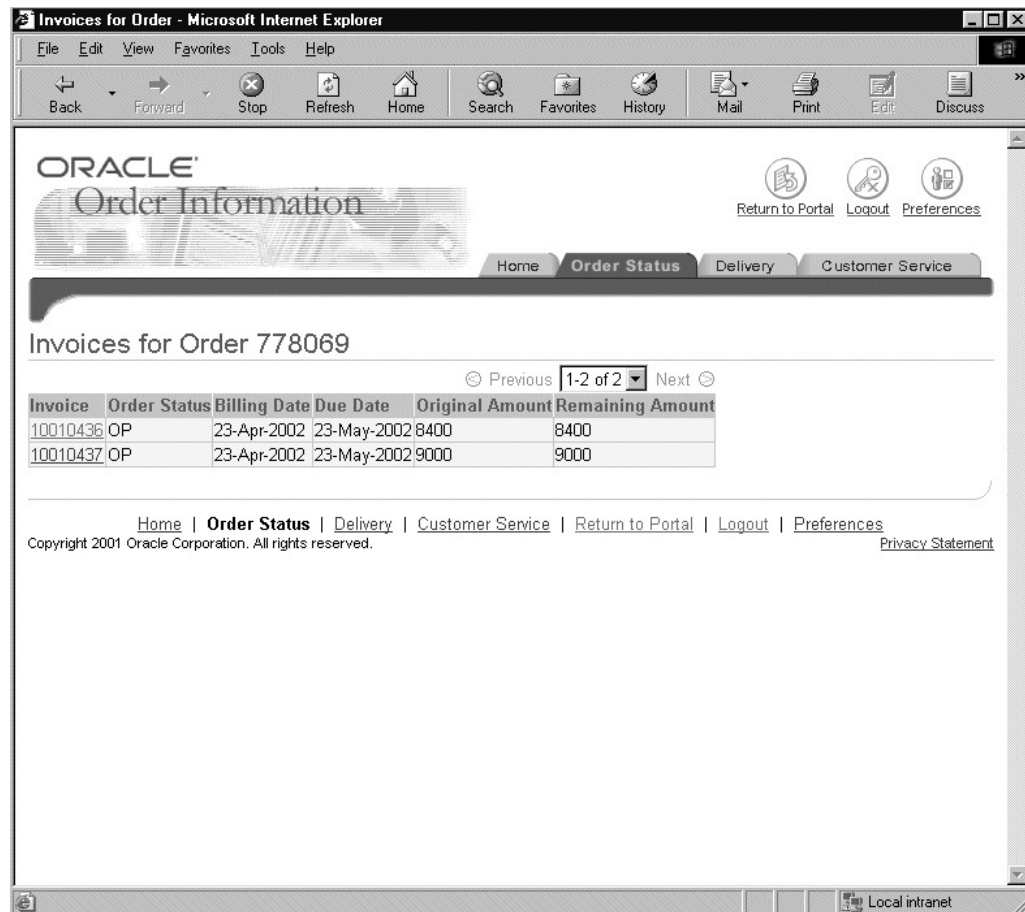 Invoices for Order - Microsoft Internet Explorer
File Edit View Favorites Tools Help
Back Forward Stop Refresh Home Search Favorites History Mail Print Edit Discuss
ORACLE
Order Information
Return to Portal Logout Preferences
Home Order Status Delivery Customer Service
Invoices for Order 778069
Previous 1-2 of 2 Next
Invoice Order Status Billing Date Due Date Original Amount Remaining Amount
10010436 OP 23-Apr-2002 23-May-2002 8400 8400
10010437 OP 23-Apr-2002 23-May-2002 9000 9000
Home | Order Status | Delivery | Customer Service | Return to Portal | Logout | Preferences
Copyright 2001 Oracle Corporation. All rights reserved. Privacy Statement
Local intranet